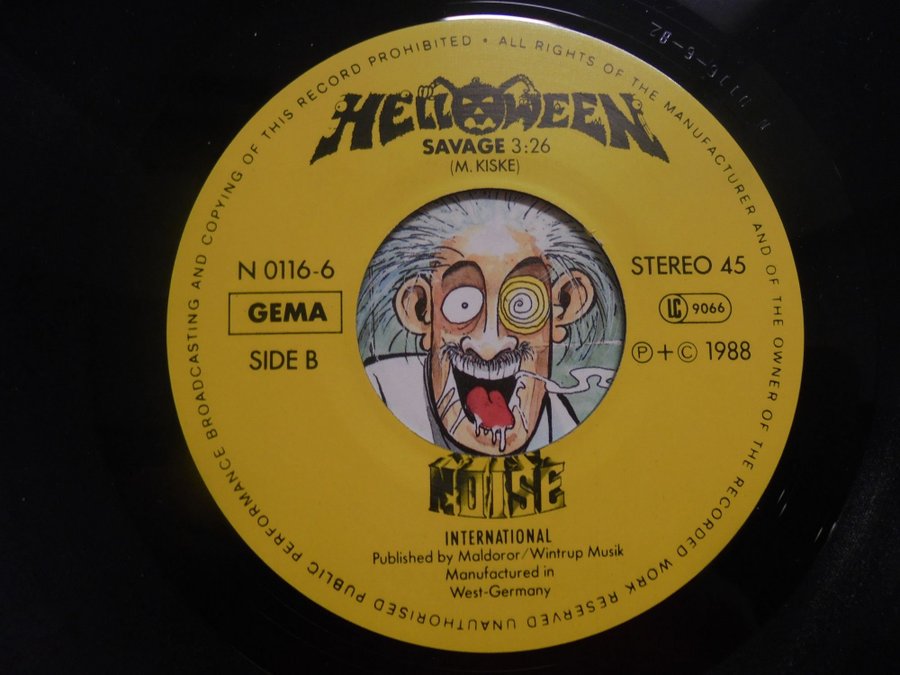 HELLOWEEN
SAVAGE 3:26
(M. KISKE)
N 0116-6
GEMA
SIDE B
STEREO 45
LC 9066
Ⓟ+© 1988
NOISE
INTERNATIONAL
Published by Maldoror/Wintrup Musik
Manufactured in
West-Germany
ALL RIGHTS OF THE MANUFACTURER AND OF THE OWNER OF THE RECORDED WORK RESERVED UNAUTHORISED PUBLIC PERFORMANCE BROADCASTING AND COPYING OF THIS RECORD PROHIBITED •